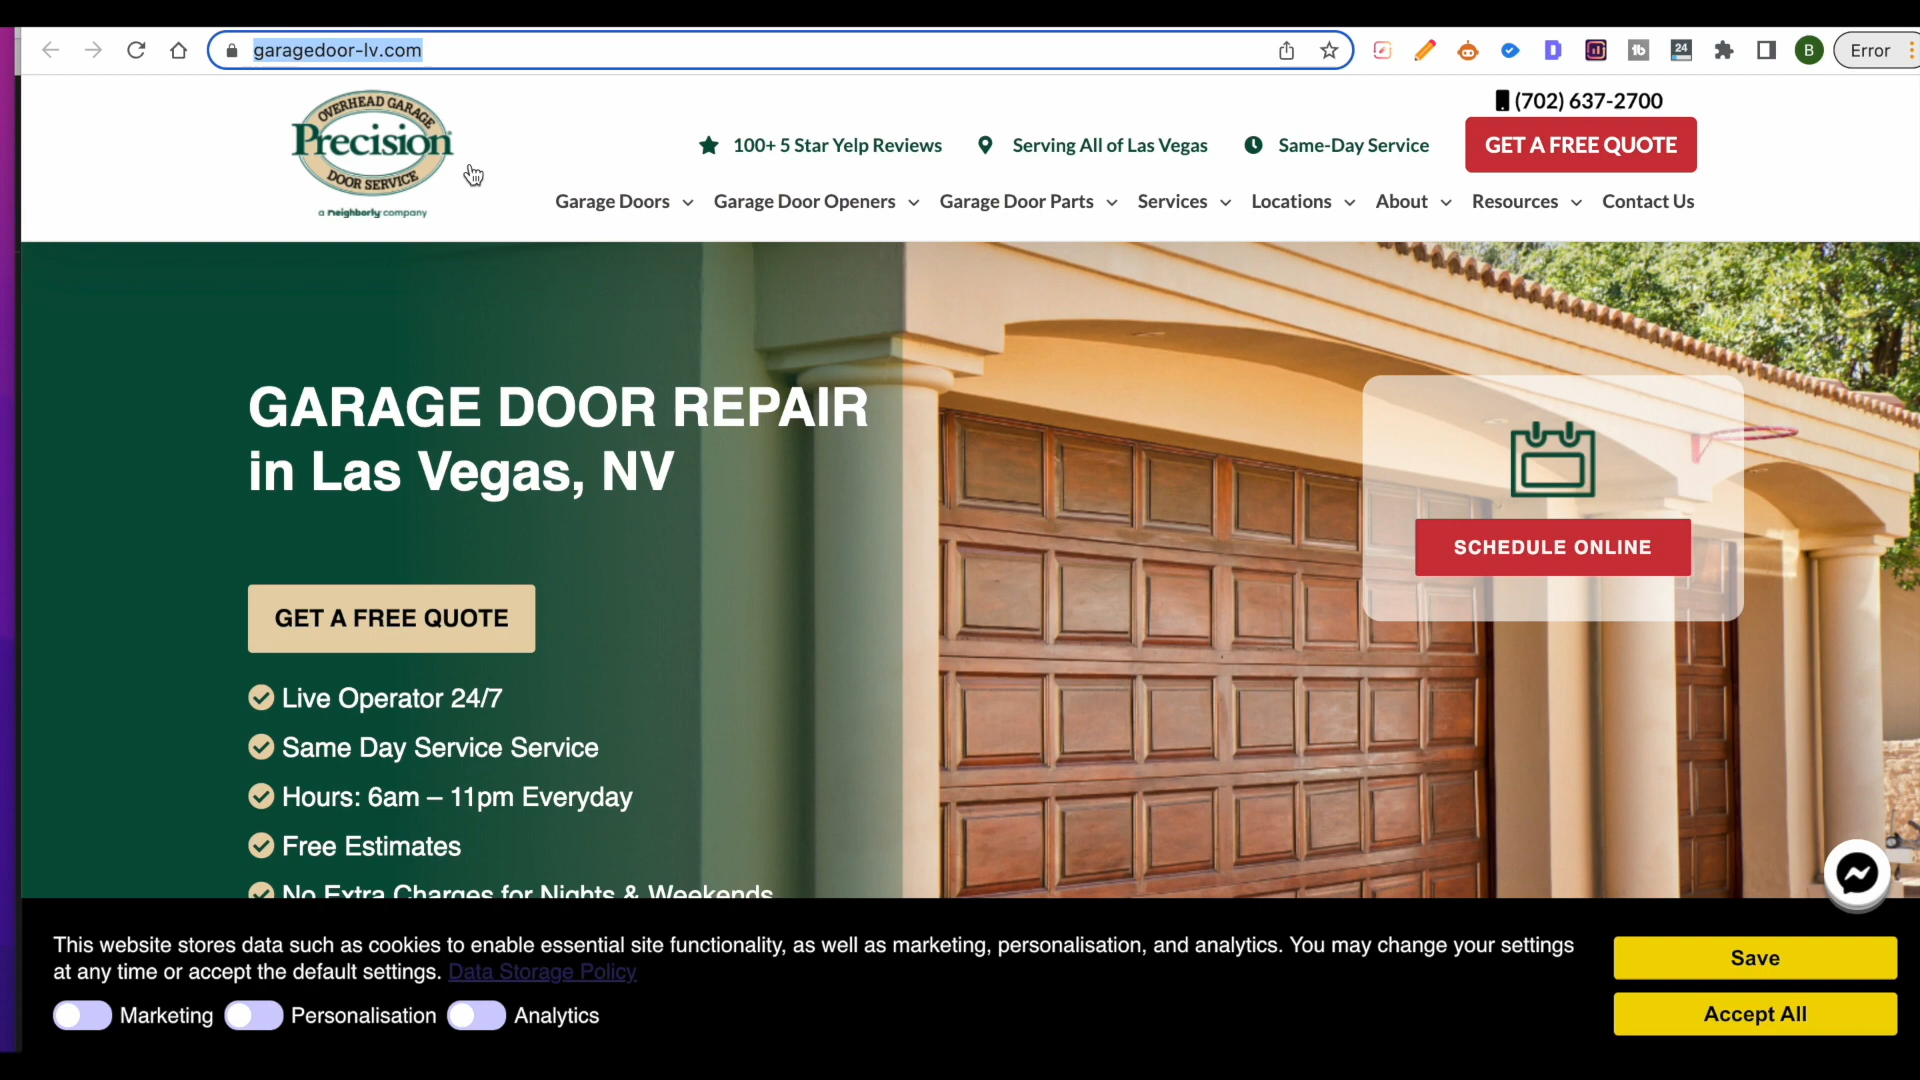 garagedoor-lv.com
24
B
Error
OVERHEAD GARAGE
Precision
DOOR SERVICE
a neighborly company
(702) 637-2700
100+ 5 Star Yelp Reviews
Serving All of Las Vegas
Same-Day Service
GET A FREE QUOTE
Garage Doors
Garage Door Openers
Garage Door Parts
Services
Locations
About
Resources
Contact Us
GARAGE DOOR REPAIR
in Las Vegas, NV
GET A FREE QUOTE
SCHEDULE ONLINE
Live Operator 24/7
Same Day Service Service
Hours: 6am – 11pm Everyday
Free Estimates
No Extra Charges for Nights & Weekends
This website stores data such as cookies to enable essential site functionality, as well as marketing, personalisation, and analytics. You may change your settings
at any time or accept the default settings. Data Storage Policy
Marketing
Personalisation
Analytics
Save
Accept All